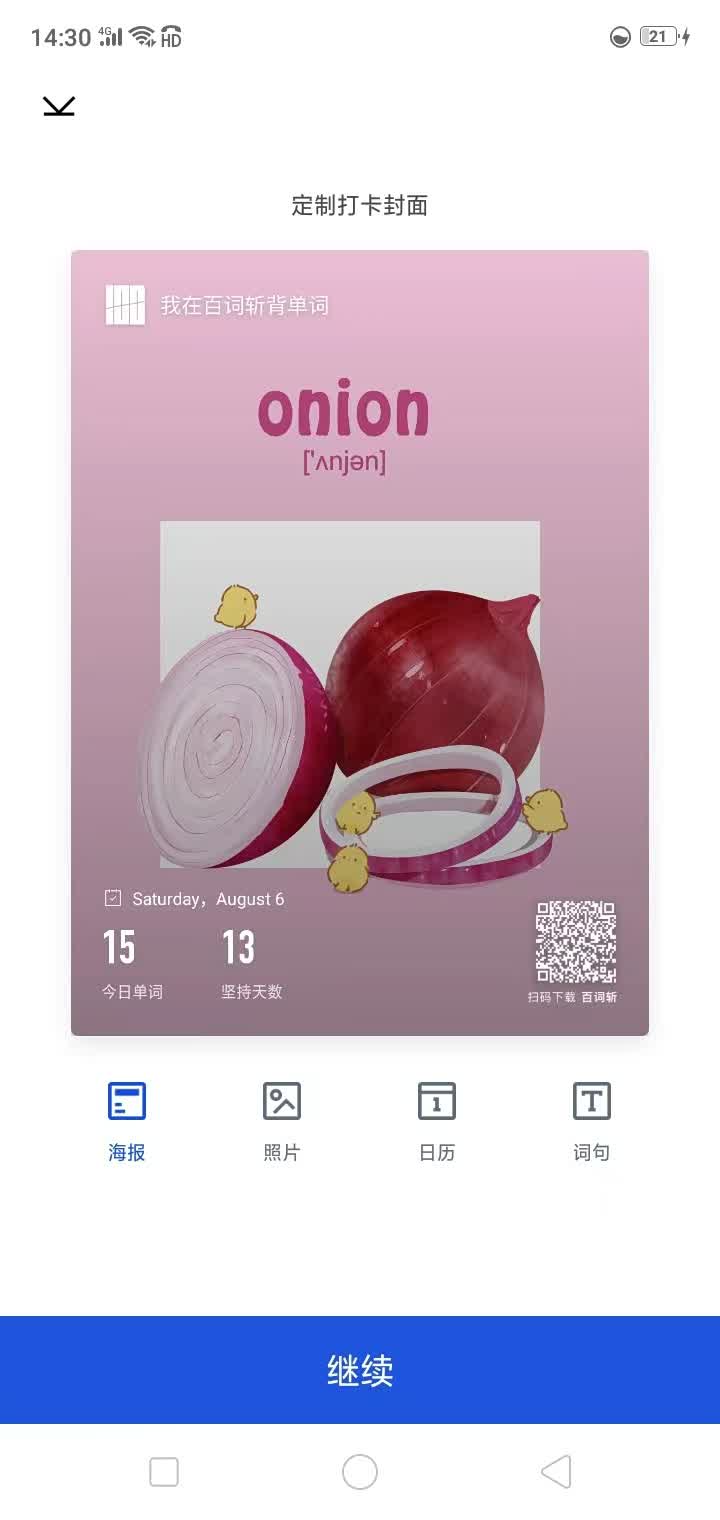 14:30 4G HD 21
定制打卡封面
我在百词斩背单词
onion
['ʌnjən]
Saturday，August 6
15 13
今日单词 坚持天数
扫码下载 百词斩
海报 照片 日历 词句
继续